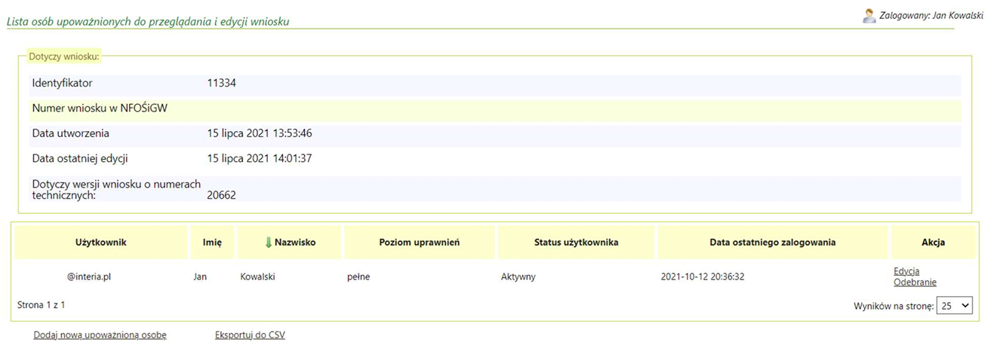 Zalogowany: Jan Kowalski
Lista osób upoważnionych do przeglądania i edycji wniosku
Dotyczy wniosku:
Identyfikator 11334
Numer wniosku w NFOŚiGW
Data utworzenia 15 lipca 2021 13:53:46
Data ostatniej edycji 15 lipca 2021 14:01:37
Dotyczy wersji wniosku o numerach
technicznych: 20662
Użytkownik Imię Nazwisko Poziom uprawnień Status użytkownika Data ostatniego zalogowania Akcja
@interia.pl Jan Kowalski pełne Aktywny 2021-10-12 20:36:32 Edycja
Odebranie
Strona 1 z 1 Wyników na stronę: 25
Dodaj nową upoważnioną osobę Eksportuj do CSV